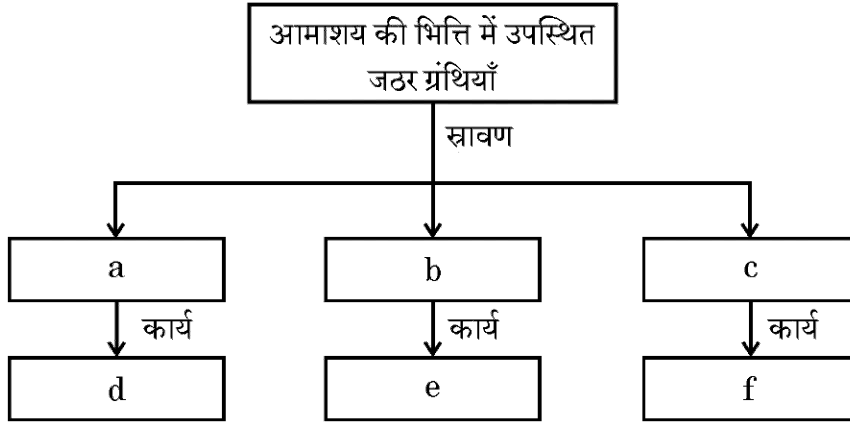 आमाशय की भित्ति में उपस्थित
जठर ग्रंथियाँ
स्रावण
a
b
c
कार्य
कार्य
कार्य
d
e
f